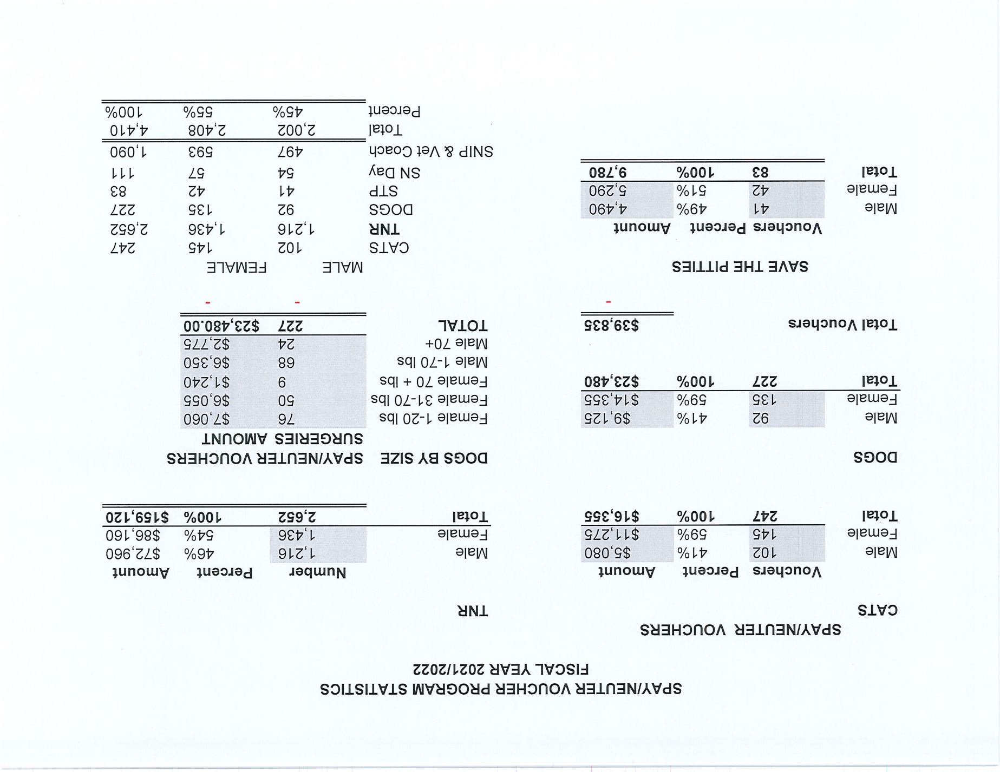 SPAY/NEUTER VOUCHER PROGRAM STATISTICS
FISCAL YEAR 2021/2022
SPAY/NEUTER VOUCHERS
CATS TNR
Vouchers Percent Amount Number Percent Amount
Male 102 41% $5,080 Male 1,216 46% $72,960
Female 145 59% $11,275 Female 1,436 54% $86,160
Total 247 100% $16,355 Total 2,652 100% $159,120
DOGS DOGS BY SIZE SPAY/NEUTER VOUCHERS
SURGERIES AMOUNT
Male 92 41% $9,125 Female 1-20 lbs 76 $7,060
Female 135 59% $14,355 Female 31-70 lbs 50 $6,055
Total 227 100% $23,480 Female 70 + lbs 9 $1,240
Male 1-70 lbs 68 $6,350
Male 70+ 24 $2,775
Total Vouchers $39,835 TOTAL 227 $23,480.00
- - -
SAVE THE PITTIES MALE FEMALE
CATS 102 145 247
Vouchers Percent Amount TNR 1,216 1,436 2,652
Male 41 49% 4,490 DOGS 92 135 227
Female 42 51% 5,290 STP 41 42 83
Total 83 100% 9,780 SN Day 54 57 111
SNIP & Vet Coach 497 593 1,090
Total 2,002 2,408 4,410
Percent 45% 55% 100%